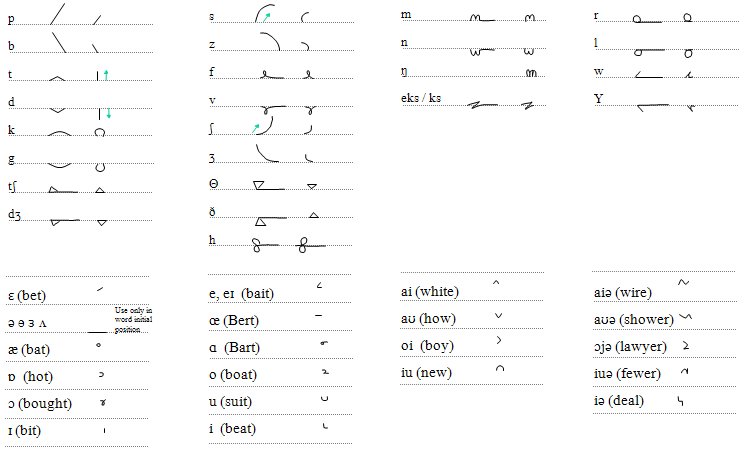 p
b
t
d
k
g
tʃ
dʒ
s
z
f
v
ʃ
ʒ
Θ
ð
h
m
n
ŋ
eks / ks
r
l
w
Y
ɛ (bet)
ə ɵ ɜ ʌ
Use only in
word initial
position
æ (bat)
ɒ (hot)
ɔ (bought)
ɪ (bit)
e, eɪ (bait)
œ (Bert)
ɑ (Bart)
o (boat)
u (suit)
i (beat)
ai (white)
aʊ (how)
oi (boy)
iu (new)
aiə (wire)
aʊə (shower)
ɔjə (lawyer)
iuə (fewer)
iə (deal)